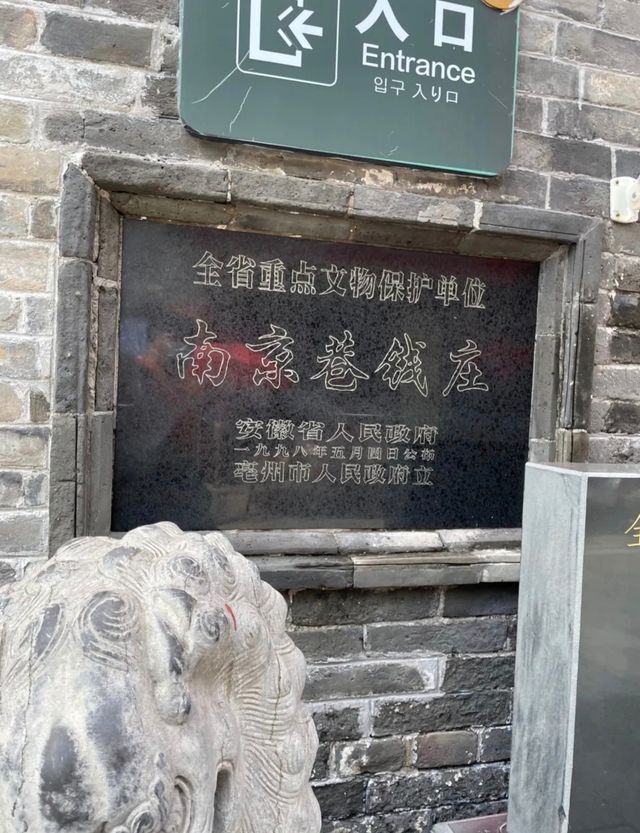 入口
Entrance
입구 入り口
全省重点文物保护单位
南京巷钱庄
安徽省人民政府
一九九八年五月四日公布
亳州市人民政府立
全